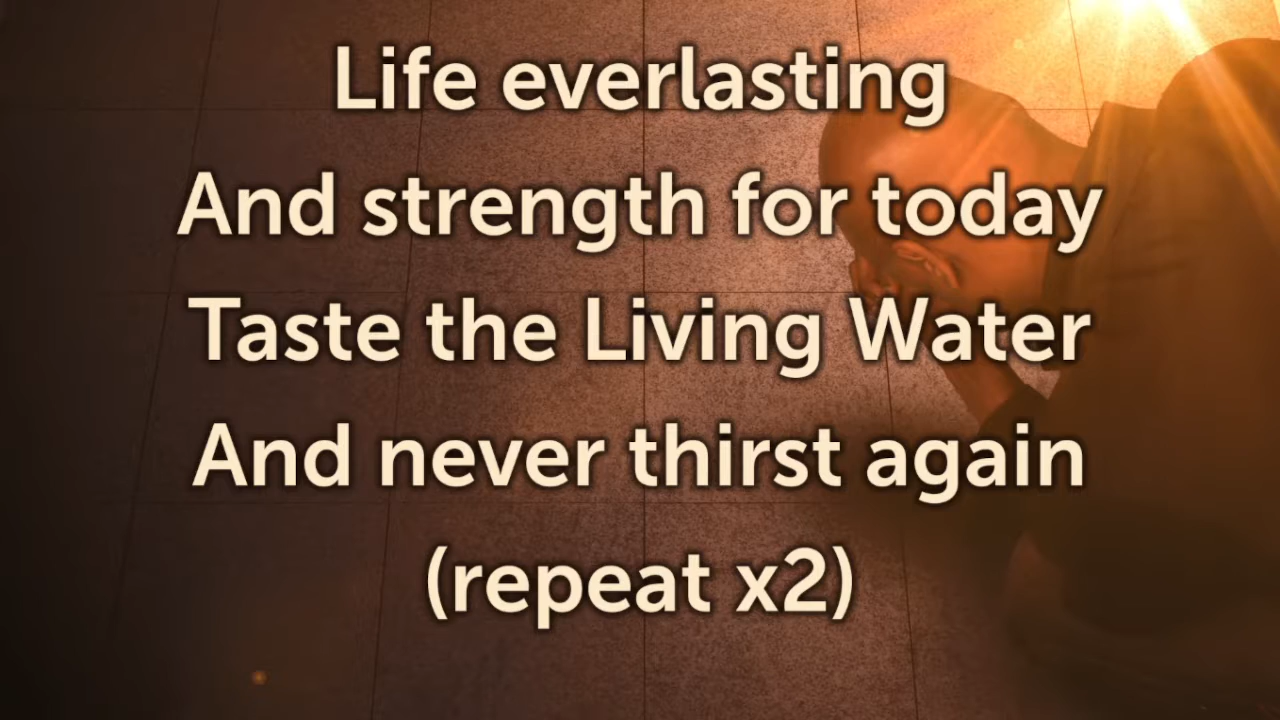 Life everlasting
And strength for today
Taste the Living Water
And never thirst again
(repeat x2)